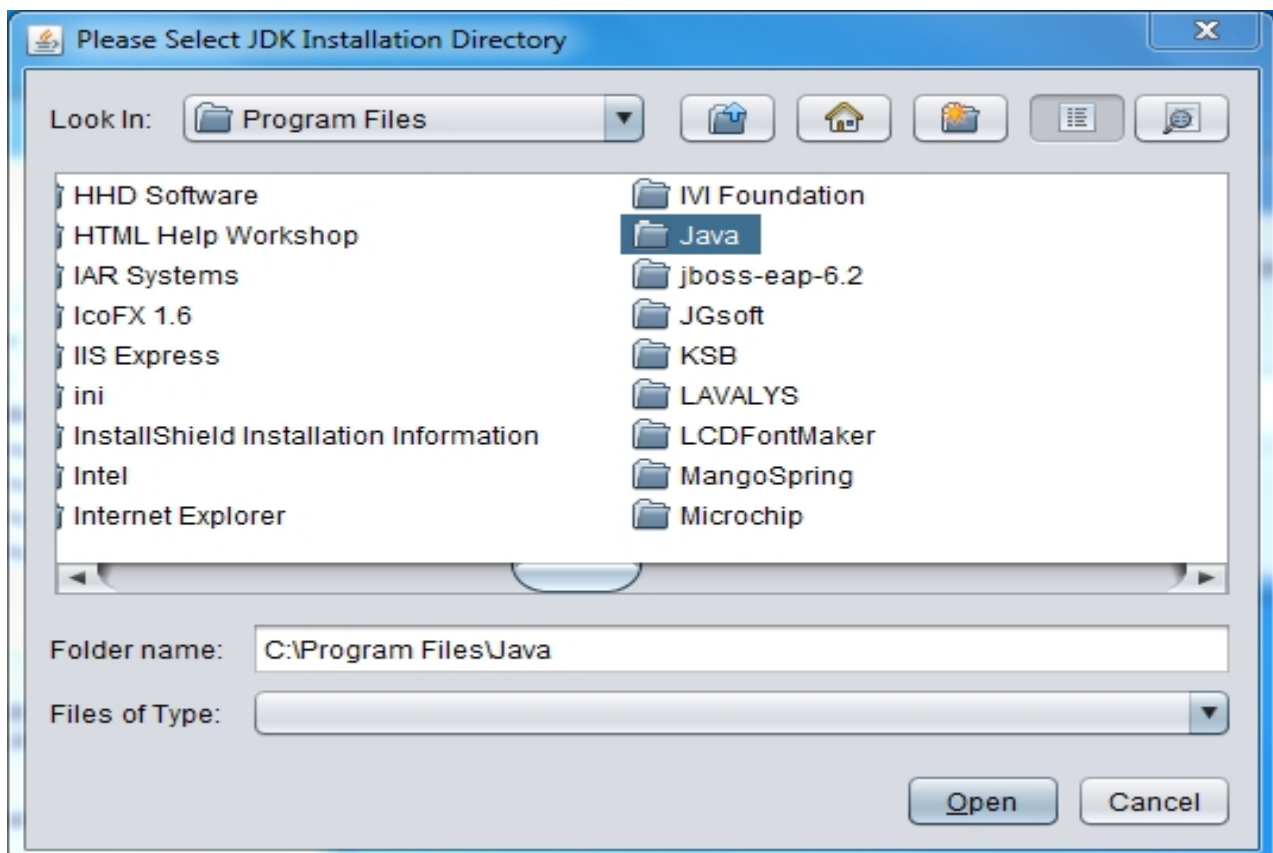 Please Select JDK Installation Directory
Look In: Program Files
HHD Software
HTML Help Workshop
IAR Systems
IcoFX 1.6
IIS Express
ini
InstallShield Installation Information
Intel
Internet Explorer
IVI Foundation
Java
jboss-eap-6.2
JGsoft
KSB
LAVALYS
LCDFontMaker
MangoSpring
Microchip
Folder name: C:\Program Files\Java
Files of Type:
Open Cancel